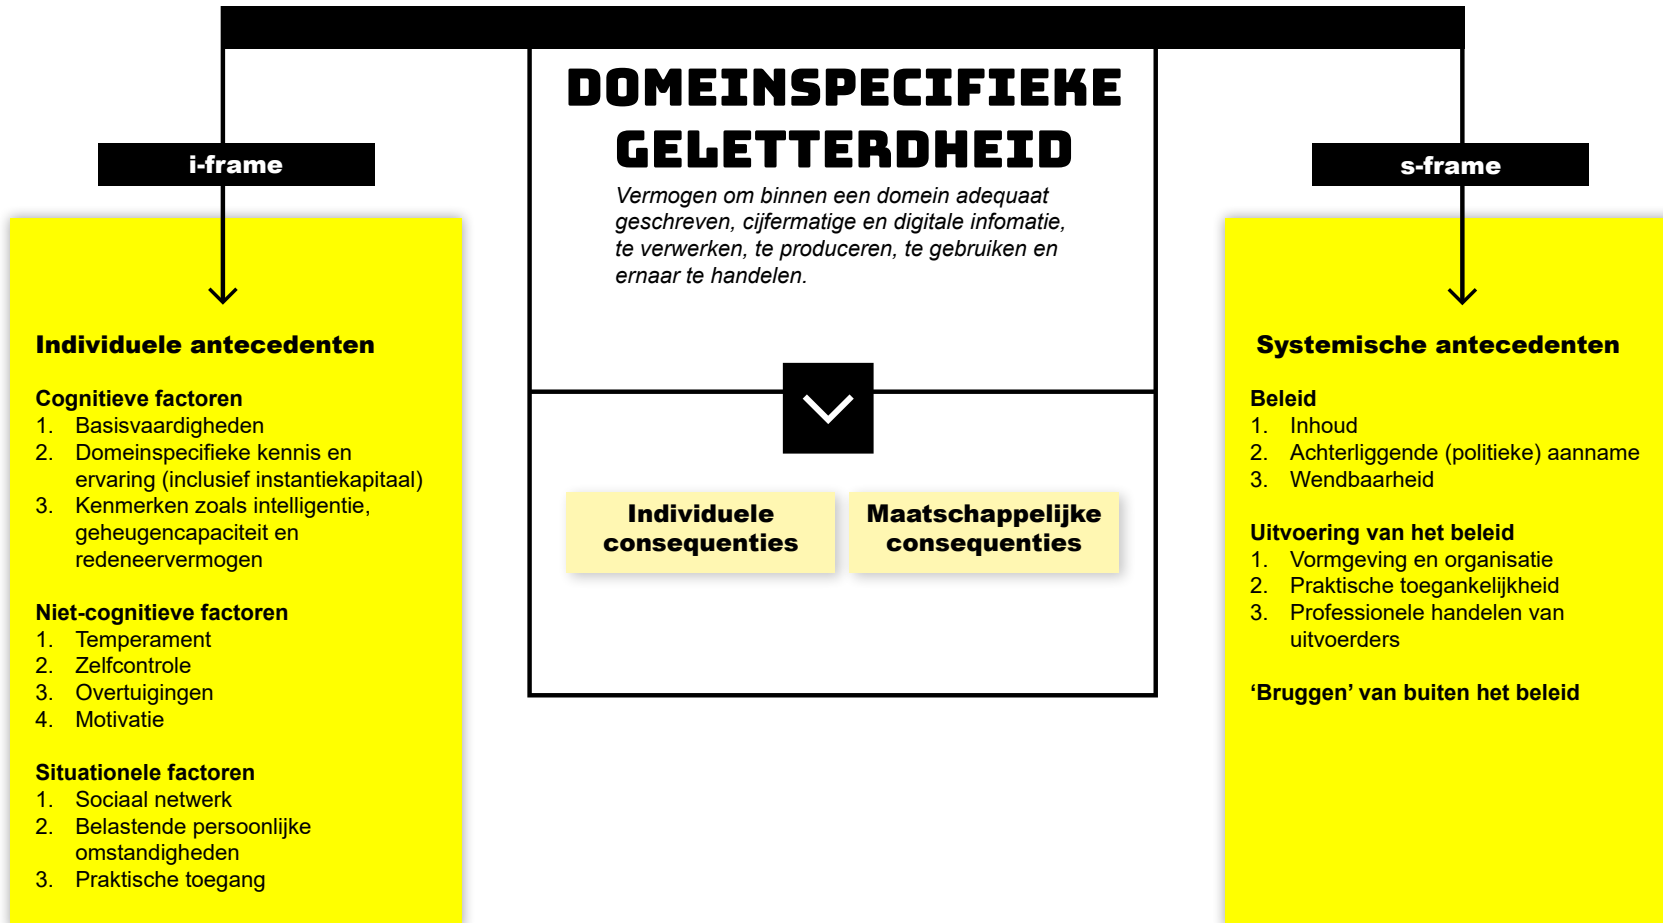 DOMEINSPECIFIEKE
GELETTERDHEID
Vermogen om binnen een domein adequaat
geschreven, cijfermatige en digitale infomatie,
te verwerken, te produceren, te gebruiken en
ernaar te handelen.
i-frame
Individuele antecedenten
Cognitieve factoren
1. Basisvaardigheden
2. Domeinspecifieke kennis en
ervaring (inclusief instantiekapitaal)
3. Kenmerken zoals intelligentie,
geheugencapaciteit en
redeneervermogen
Niet-cognitieve factoren
1. Temperament
2. Zelfcontrole
3. Overtuigingen
4. Motivatie
Situationele factoren
1. Sociaal netwerk
2. Belastende persoonlijke
omstandigheden
3. Praktische toegang
Individuele
consequenties
Maatschappelijke
consequenties
s-frame
Systemische antecedenten
Beleid
1. Inhoud
2. Achterliggende (politieke) aanname
3. Wendbaarheid
Uitvoering van het beleid
1. Vormgeving en organisatie
2. Praktische toegankelijkheid
3. Professionele handelen van
uitvoerders
‘Bruggen’ van buiten het beleid